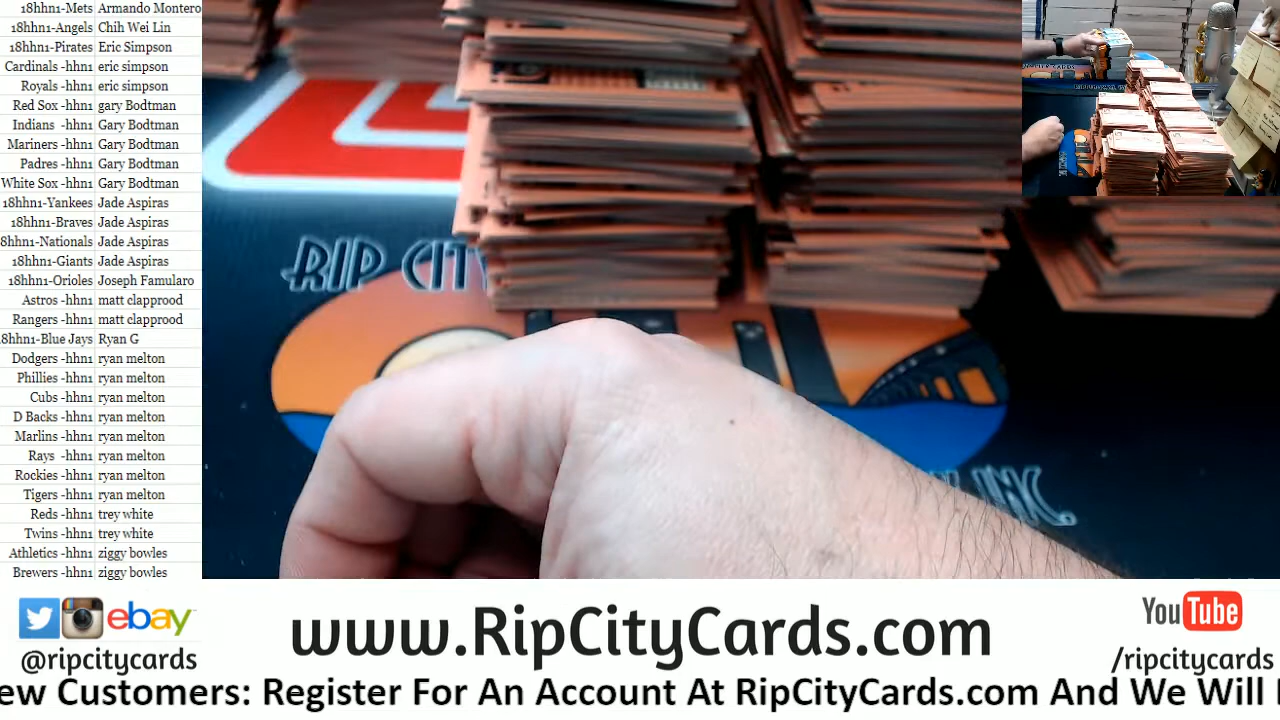 18hhn1-Mets Armando Montero
18hhn1-Angels Chih Wei Lin
18hhn1-Pirates Eric Simpson
Cardinals -hhn1 eric simpson
Royals -hhn1 eric simpson
Red Sox -hhn1 gary Bodtman
Indians -hhn1 Gary Bodtman
Mariners -hhn1 Gary Bodtman
Padres -hhn1 Gary Bodtman
White Sox -hhn1 Gary Bodtman
18hhn1-Yankees Jade Aspiras
18hhn1-Braves Jade Aspiras
8hhn1-Nationals Jade Aspiras
18hhn1-Giants Jade Aspiras
18hhn1-Orioles Joseph Famularo
Astros -hhn1 matt clapprood
Rangers -hhn1 matt clapprood
8hhn1-Blue Jays Ryan G
Dodgers -hhn1 ryan melton
Phillies -hhn1 ryan melton
Cubs -hhn1 ryan melton
D Backs -hhn1 ryan melton
Marlins -hhn1 ryan melton
Rays -hhn1 ryan melton
Rockies -hhn1 ryan melton
Tigers -hhn1 ryan melton
Reds -hhn1 trey white
Twins -hhn1 trey white
Athletics -hhn1 ziggy bowles
Brewers -hhn1 ziggy bowles
RIP CITY
ebay
@ripcitycards
www.RipCityCards.com
YouTube
/ripcitycards
ew Customers: Register For An Account At RipCityCards.com And We Will